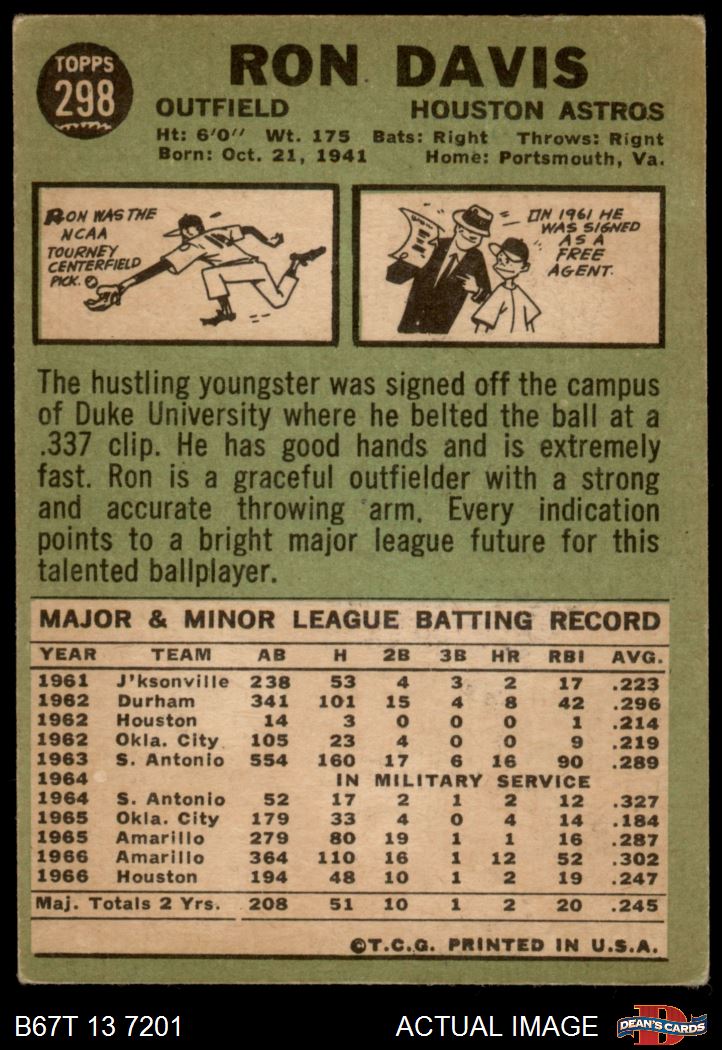 TOPPS
298
RON DAVIS
OUTFIELD HOUSTON ASTROS
Ht: 6'0" Wt. 175 Bats: Right Throws: Right
Born: Oct. 21, 1941 Home: Portsmouth, Va.
RON WAS THE
NCAA
TOURNEY
CENTERFIELD
PICK.
IN 1961 HE
WAS SIGNED
AS A
FREE
AGENT.
The hustling youngster was signed off the campus
of Duke University where he belted the ball at a
.337 clip. He has good hands and is extremely
fast. Ron is a graceful outfielder with a strong
and accurate throwing arm. Every indication
points to a bright major league future for this
talented ballplayer.
MAJOR & MINOR LEAGUE BATTING RECORD
YEAR TEAM AB H 2B 3B HR RBI AVG.
1961 J'ksonville 238 53 4 3 2 17 .223
1962 Durham 341 101 15 4 8 42 .296
1962 Houston 14 3 0 0 0 1 .214
1962 Okla. City 105 23 4 0 0 9 .219
1963 S. Antonio 554 160 17 6 16 90 .289
1964 IN MILITARY SERVICE
1964 S. Antonio 52 17 2 1 2 12 .327
1965 Okla. City 179 33 4 0 4 14 .184
1965 Amarillo 279 80 19 1 1 16 .287
1966 Amarillo 364 110 16 1 12 52 .302
1966 Houston 194 48 10 1 2 19 .247
Maj. Totals 2 Yrs. 208 51 10 1 2 20 .245
©T.C.G. PRINTED IN U.S.A.
B67T 13 7201 ACTUAL IMAGE
D
DEAN'S CARDS